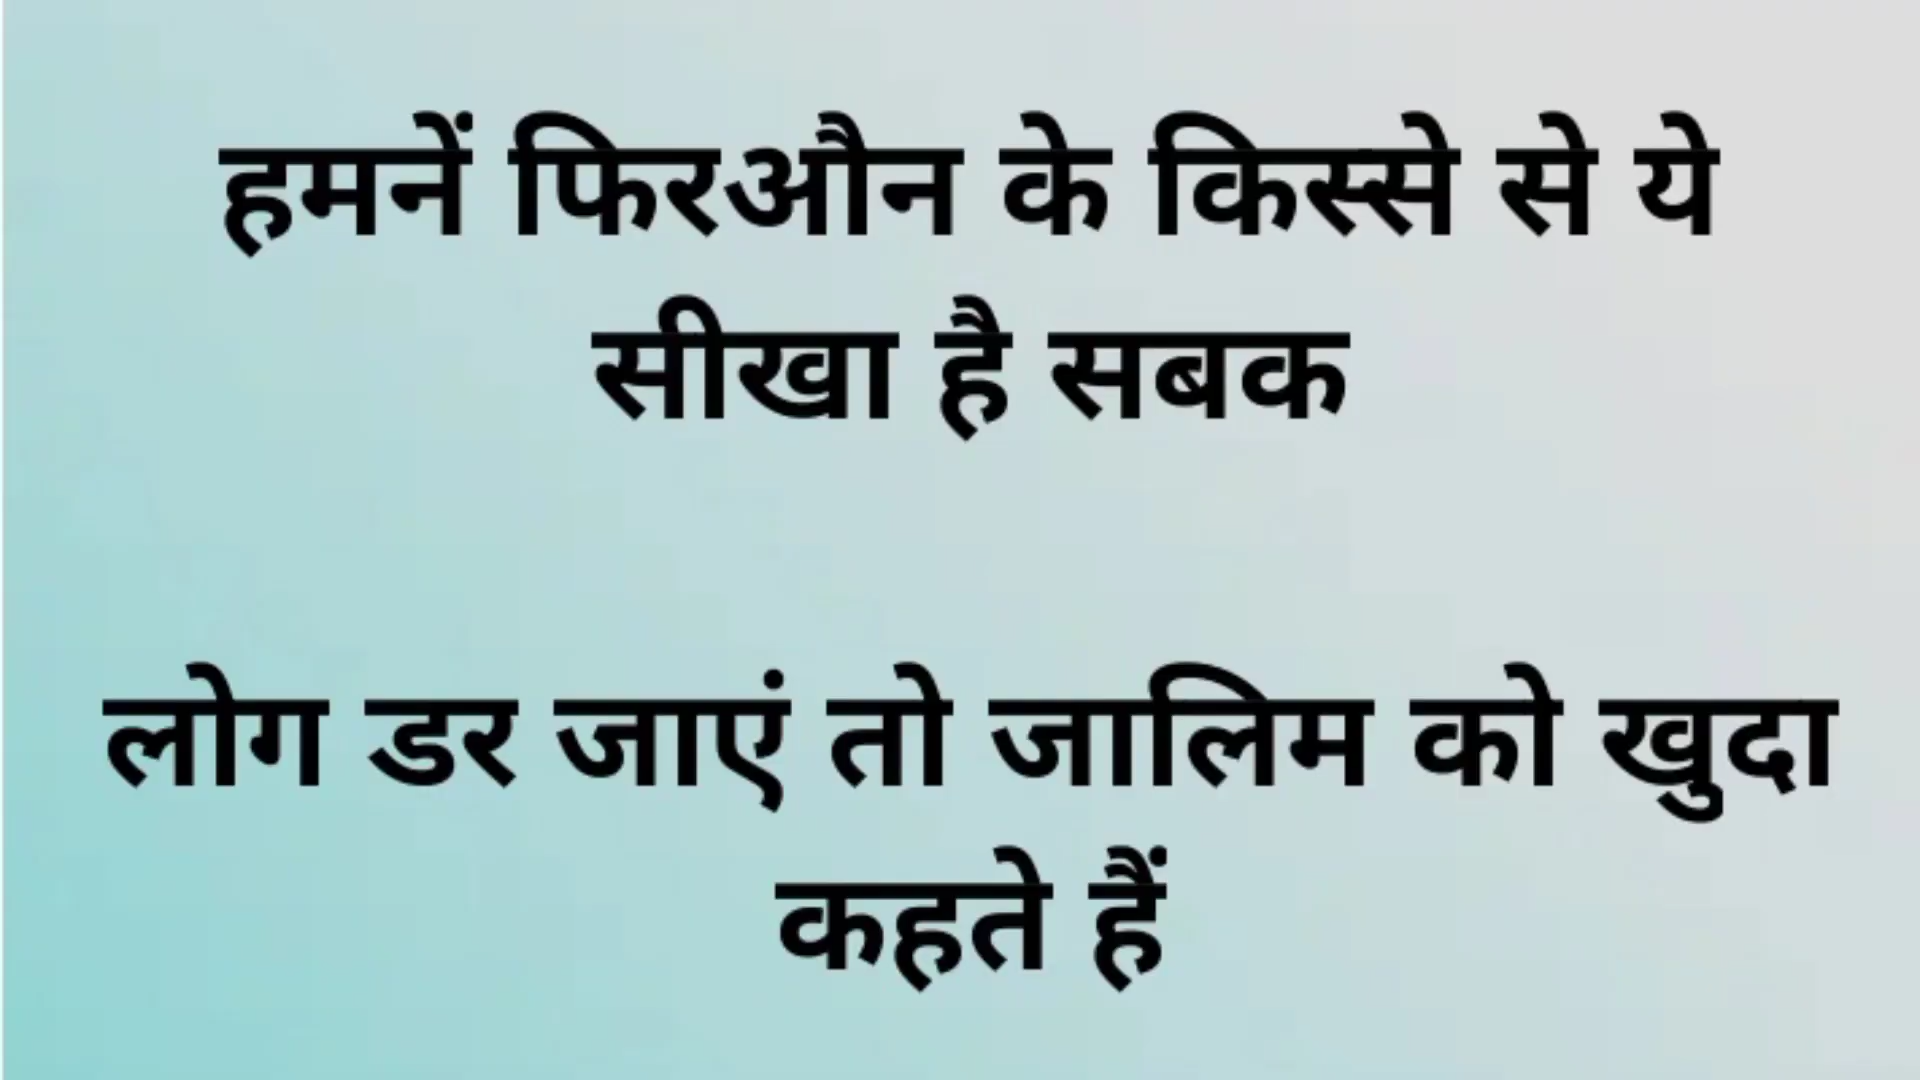 हमनें फिरऔन के किस्से से ये
सीखा है सबक
लोग डर जाएं तो जालिम को खुदा
कहते हैं